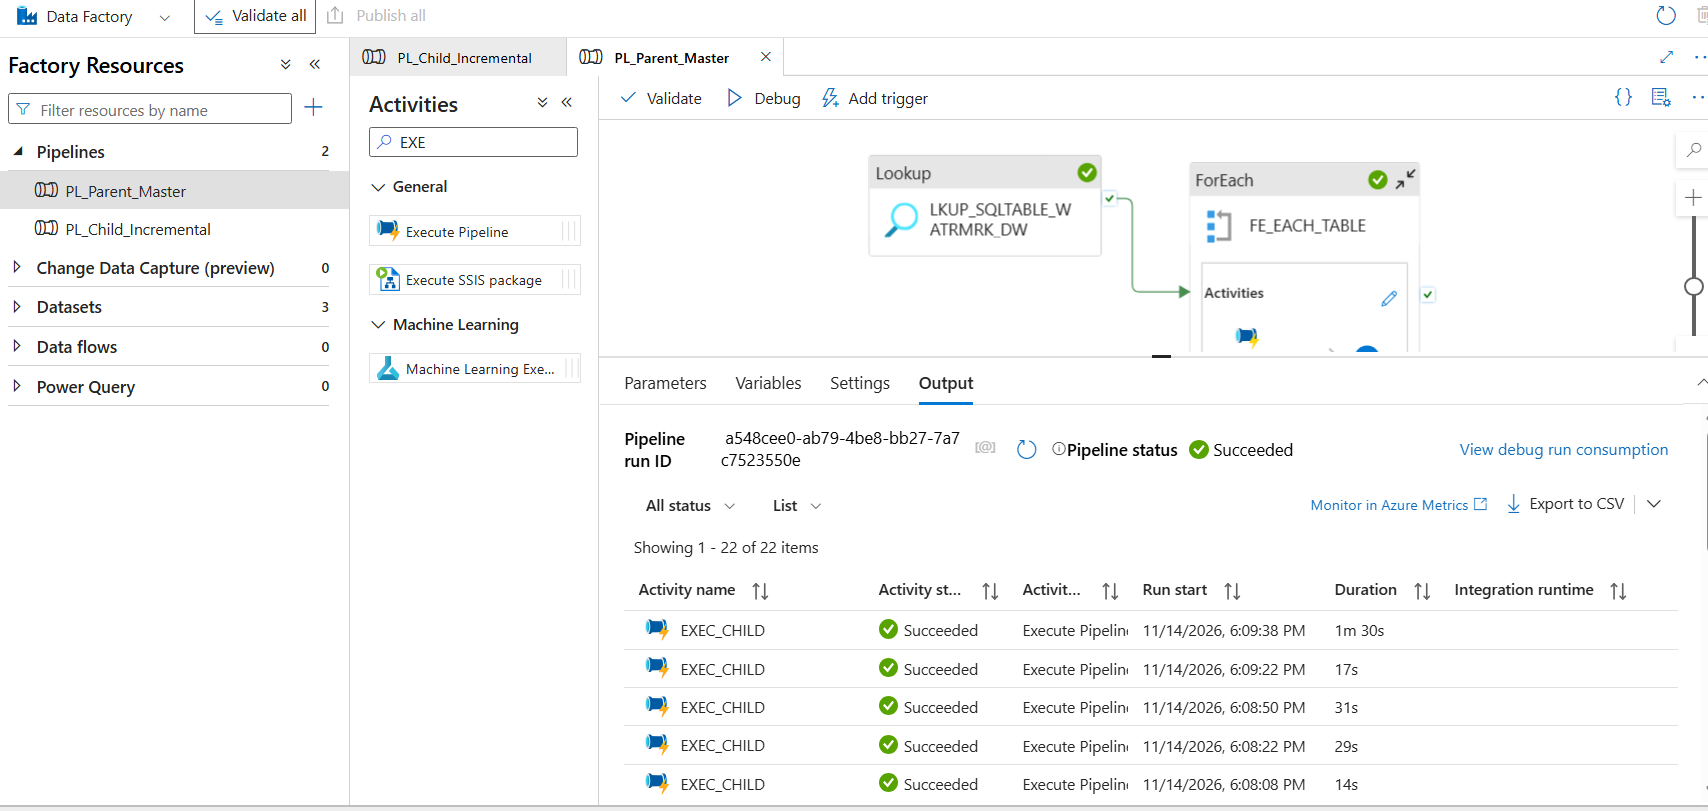 Data Factory
Validate all
Publish all
Factory Resources
Filter resources by name
Pipelines 2
PL_Parent_Master
PL_Child_Incremental
Change Data Capture (preview) 0
Datasets 3
Data flows 0
Power Query 0
PL_Child_Incremental
PL_Parent_Master
Activities
EXE
General
Execute Pipeline
Execute SSIS package
Machine Learning
Machine Learning Exe...
Validate
Debug
Add trigger
{}
Lookup
LKUP_SQLTABLE_W
ATRMRK_DW
ForEach
FE_EACH_TABLE
Activities
Parameters
Variables
Settings
Output
Pipeline
run ID
a548cee0-ab79-4be8-bb27-7a7
c7523550e
[@]
Pipeline status
Succeeded
View debug run consumption
All status
List
Monitor in Azure Metrics
Export to CSV
Showing 1 - 22 of 22 items
Activity name Activity st... Activit... Run start Duration Integration runtime
EXEC_CHILD Succeeded Execute Pipelin 11/14/2026, 6:09:38 PM 1m 30s
EXEC_CHILD Succeeded Execute Pipelin 11/14/2026, 6:09:22 PM 17s
EXEC_CHILD Succeeded Execute Pipelin 11/14/2026, 6:08:50 PM 31s
EXEC_CHILD Succeeded Execute Pipelin 11/14/2026, 6:08:22 PM 29s
EXEC_CHILD Succeeded Execute Pipelin 11/14/2026, 6:08:08 PM 14s